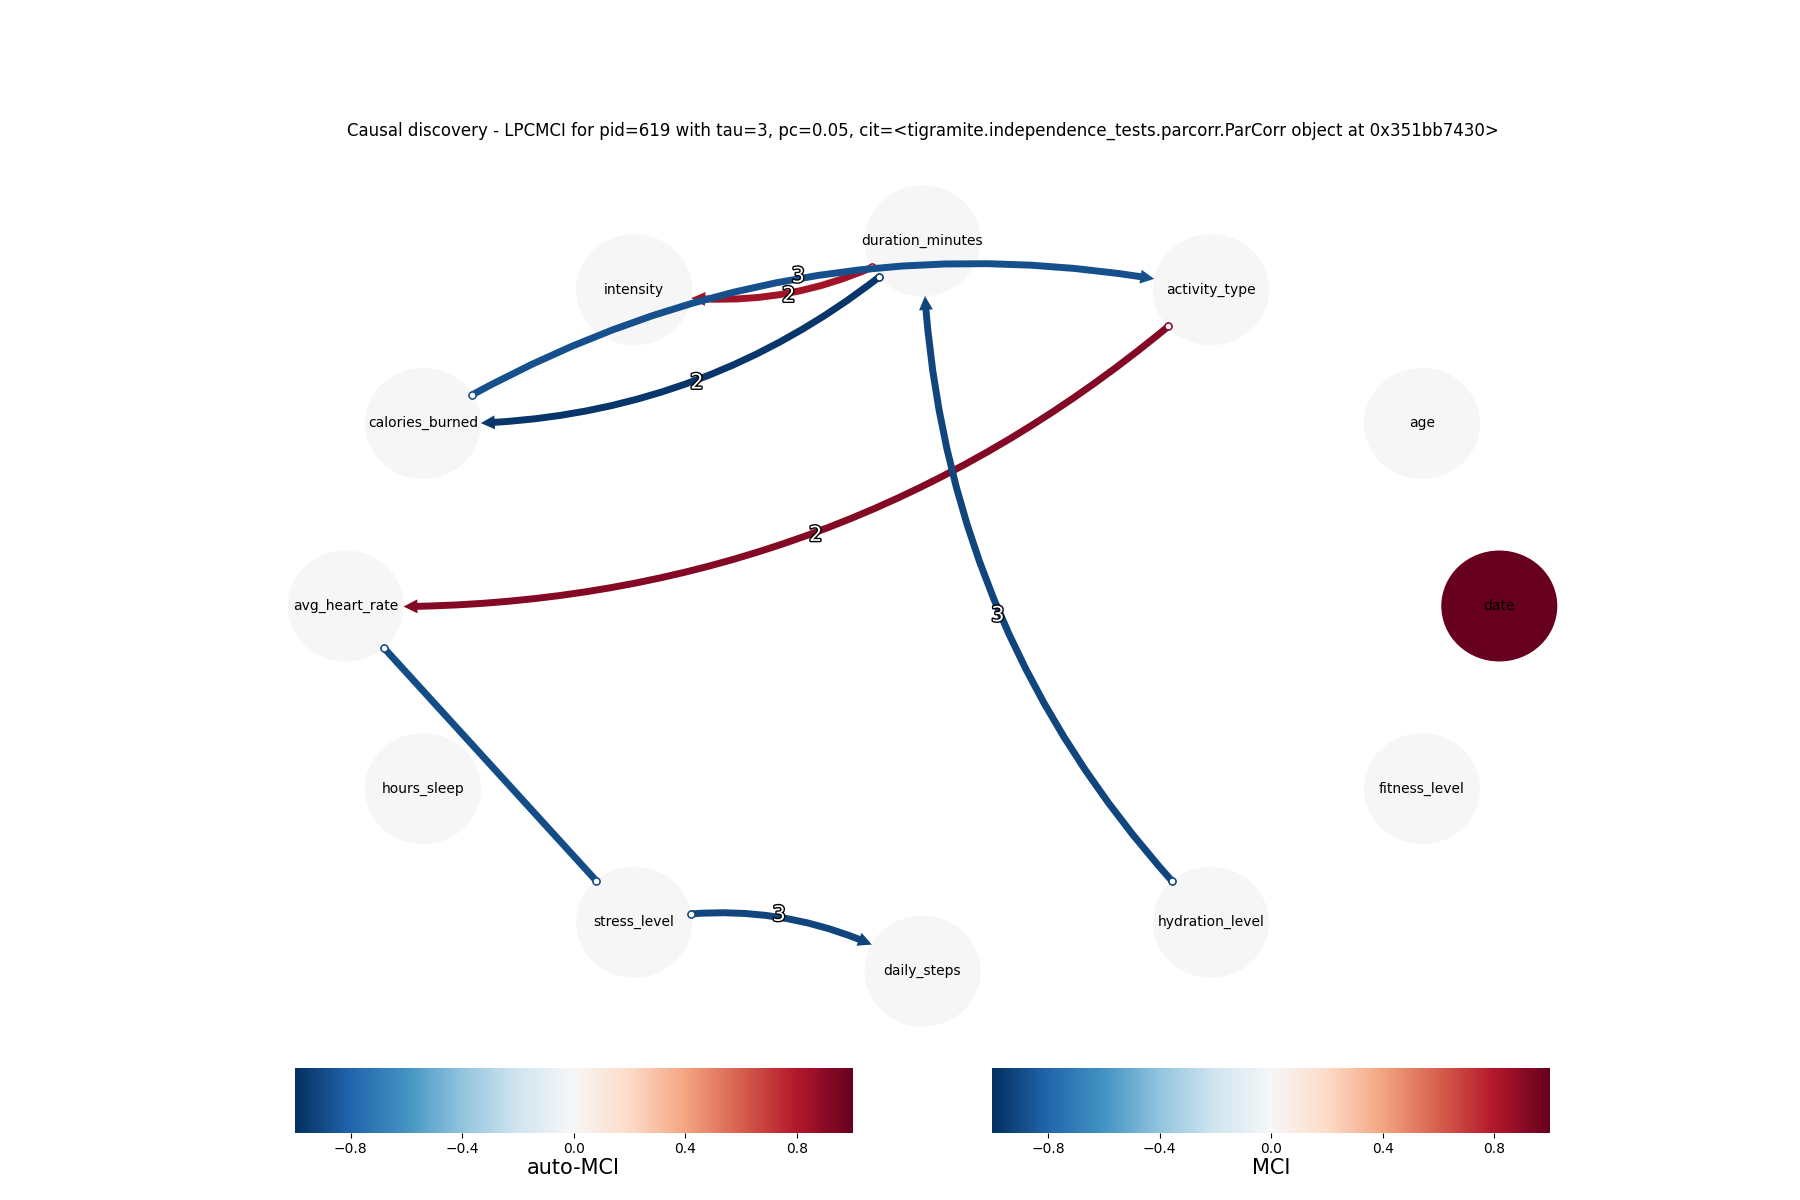 Causal discovery - LPCMCI for pid=619 with tau=3, pc=0.05, cit=<tigramite.independence_tests.parcorr.ParCorr object at 0x351bb7430>
duration_minutes
intensity
activity_type
3
2
2
calories_burned
age
2
avg_heart_rate
date
3
hours_sleep
fitness_level
stress_level
3
hydration_level
daily_steps
−0.8 −0.4 0.0 0.4 0.8
auto-MCI
−0.8 −0.4 0.0 0.4 0.8
MCI